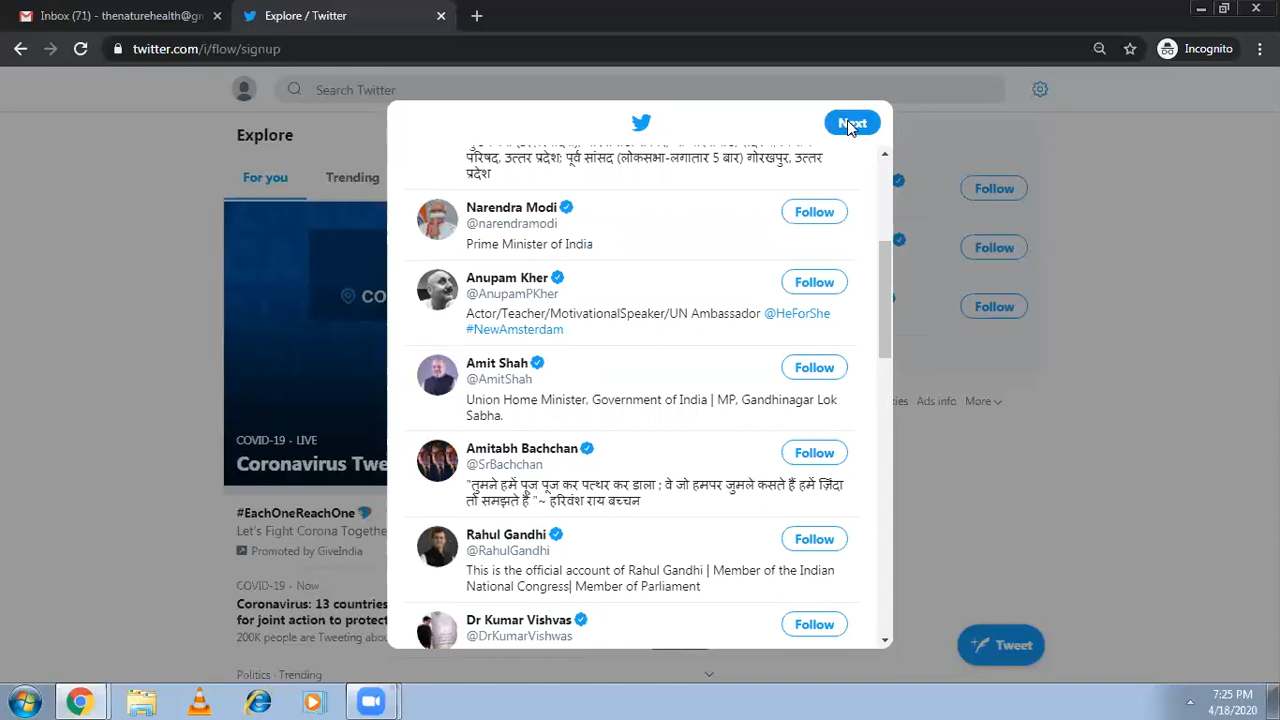 Inbox (71) - thenaturehealth@gm
Explore / Twitter
twitter.com/i/flow/signup
Incognito
Search Twitter
Explore
Next
For you
Trending
परिषद, उत्तर प्रदेश; पूर्व सांसद (लोकसभा-लगातार 5 बार) गोरखपुर, उत्तर
प्रदेश
Follow
Narendra Modi
@narendramodi
Prime Minister of India
Follow
Follow
Anupam Kher
@AnupamPKher
Actor/Teacher/MotivationalSpeaker/UN Ambassador @HeForShe
#NewAmsterdam
Follow
Follow
Amit Shah
@AmitShah
Union Home Minister, Government of India | MP, Gandhinagar Lok
Sabha.
Follow
Ads info
More
COVID-19 · LIVE
Coronavirus Twe
Amitabh Bachchan
@SrBachchan
"तुमने हमें पूज पूज कर पत्थर कर डाला ; वे जो हमपर जुमले कसते हैं हमें ज़िंदा
तो समझते हैं "~ हरिवंश राय बच्चन
Follow
#EachOneReachOne
Let's Fight Corona Togethe
Promoted by GiveIndia
Rahul Gandhi
@RahulGandhi
This is the official account of Rahul Gandhi | Member of the Indian
National Congress| Member of Parliament
Follow
COVID-19 · Now
Coronavirus: 13 countries
for joint action to protect
200K people are Tweeting about
Dr Kumar Vishvas
@DrKumarVishwas
Follow
Tweet
Politics · Trending
7:25 PM
4/18/2020